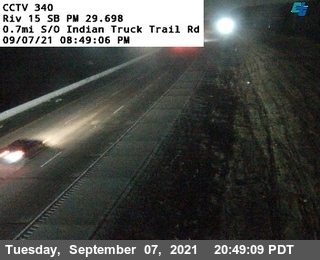 CCTV 340
Riv 15 SB PM 29.698
0.7mi S/O Indian Truck Trail Rd
09/07/21 08:49:06 PM
Tuesday, September 07, 2021 20:49:09 PDT